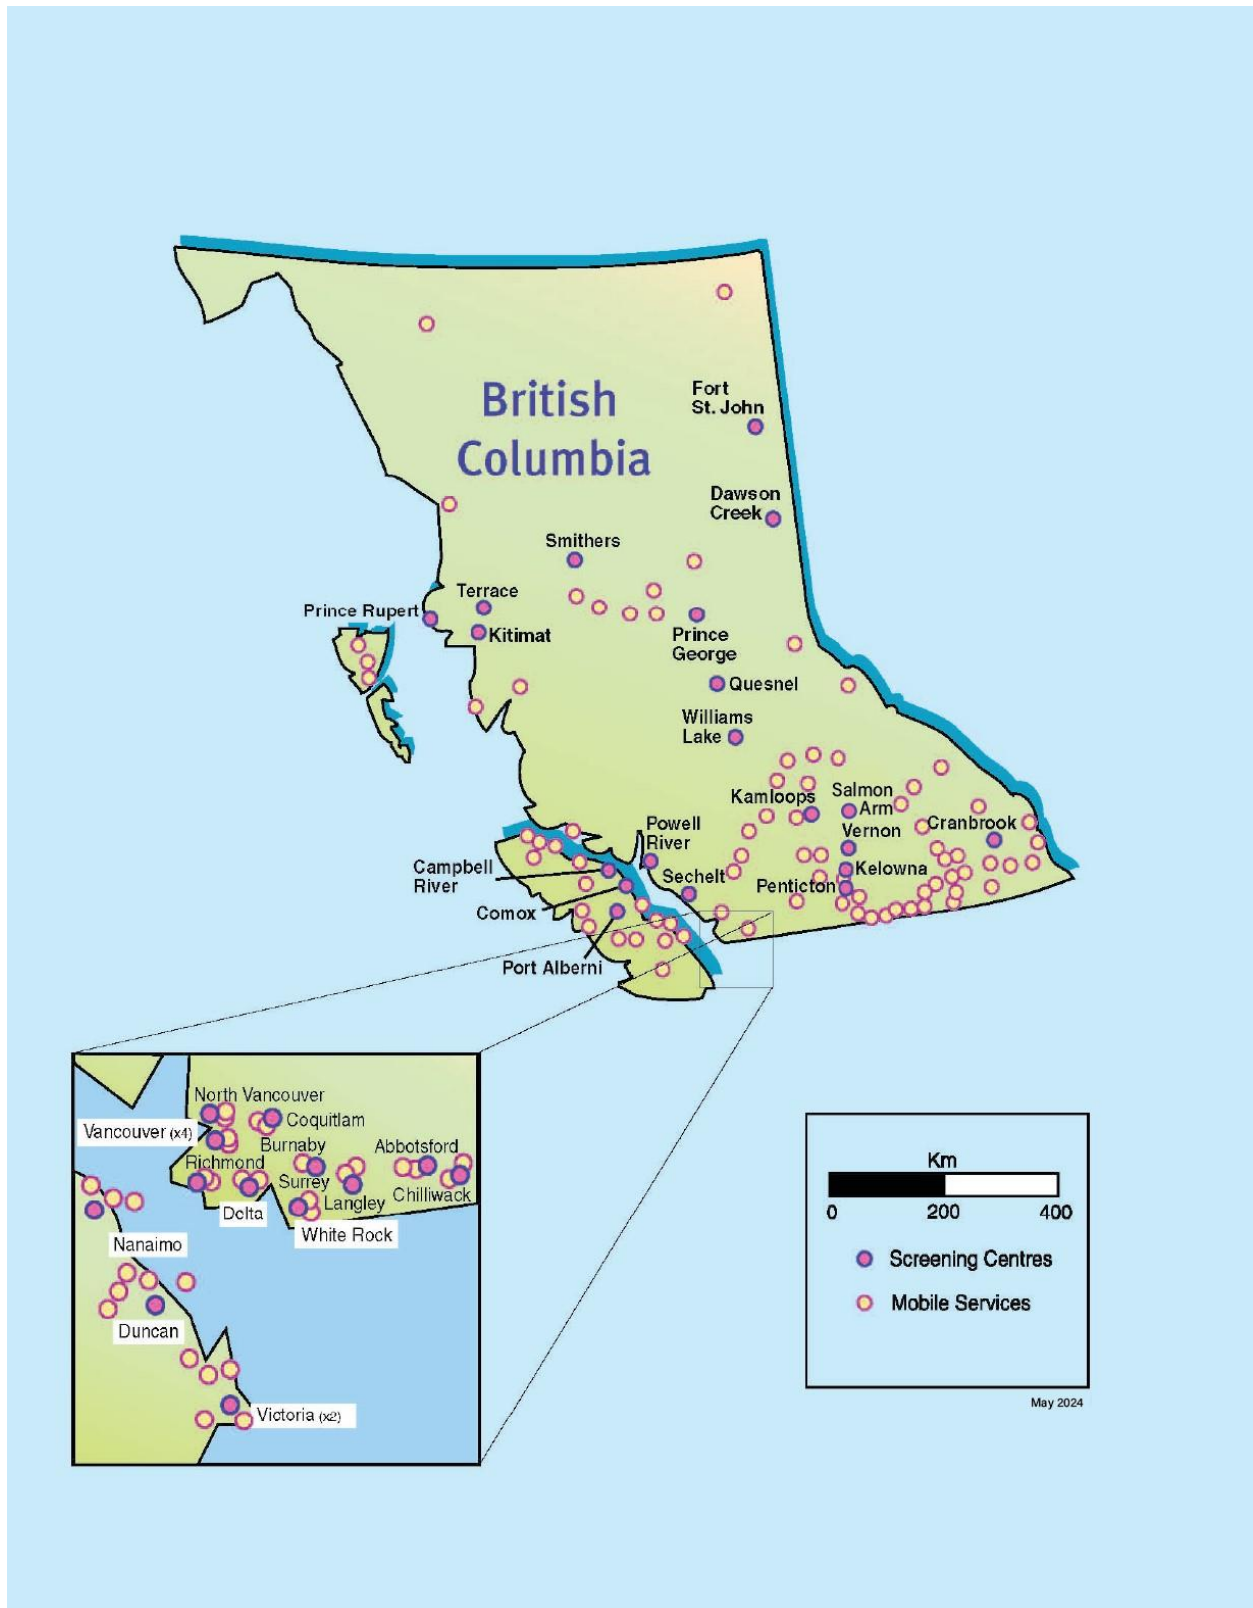 British
Columbia
Fort
St. John
Dawson
Creek
Smithers
Terrace
Prince Rupert
Kitimat
Prince
George
Quesnel
Williams
Lake
Kamloops
Salmon
Arm
Vernon
Cranbrook
Powell
River
Kelowna
Campbell
River
Sechelt
Penticton
Comox
Port Alberni
North Vancouver
Coquitlam
Vancouver (x4)
Burnaby
Abbotsford
Richmond
Surrey
Chilliwack
Langley
Delta
White Rock
Nanaimo
Duncan
Victoria (x2)
Km
0 200 400
Screening Centres
Mobile Services
May 2024